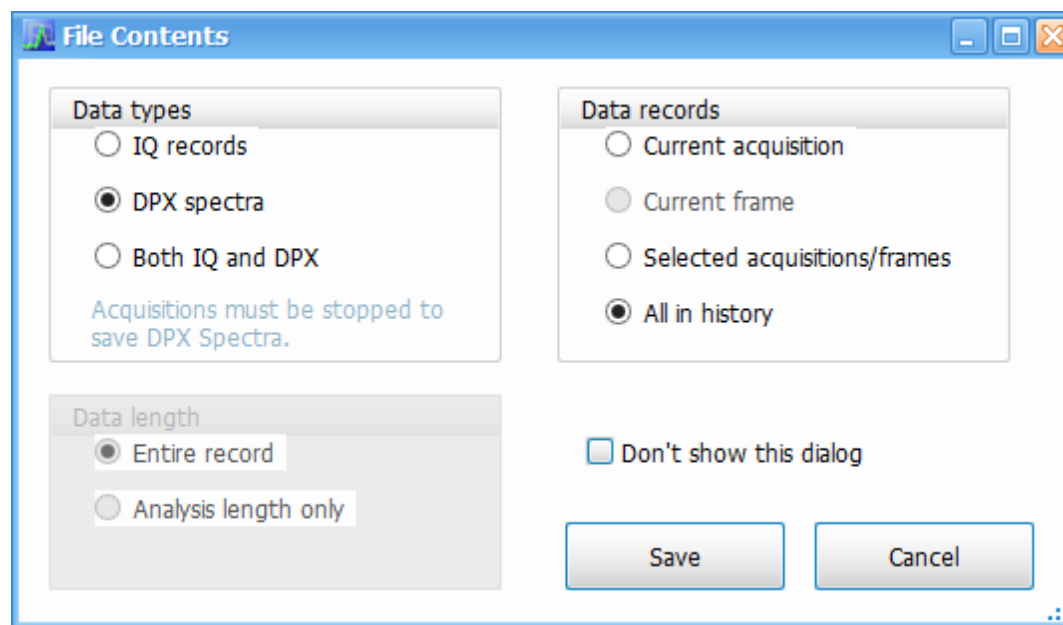 File Contents
Data types
IQ records
DPX spectra
Both IQ and DPX
Acquisitions must be stopped to
save DPX Spectra.
Data records
Current acquisition
Current frame
Selected acquisitions/frames
All in history
Data length
Entire record
Analysis length only
Don't show this dialog
Save
Cancel